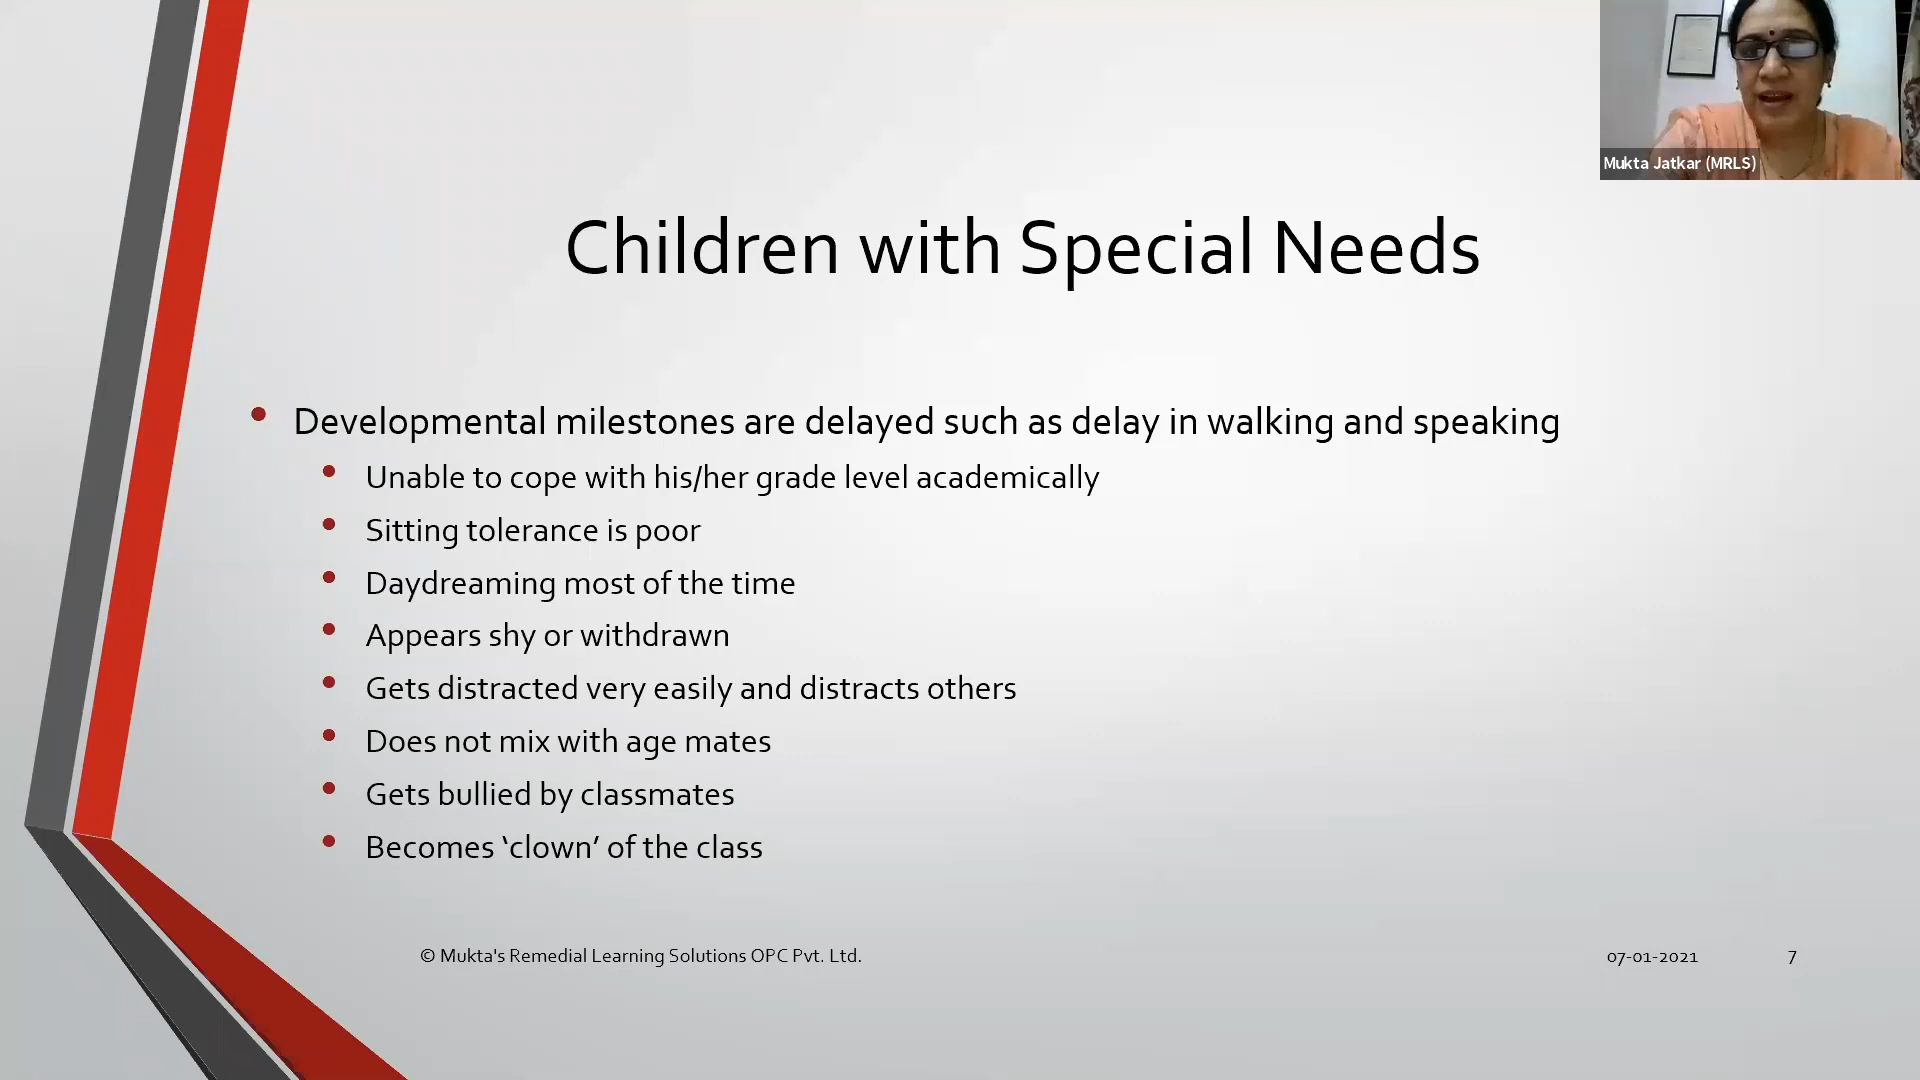 Mukta Jatkar (MRLS)
Children with Special Needs
• Developmental milestones are delayed such as delay in walking and speaking
• Unable to cope with his/her grade level academically
• Sitting tolerance is poor
• Daydreaming most of the time
• Appears shy or withdrawn
• Gets distracted very easily and distracts others
• Does not mix with age mates
• Gets bullied by classmates
• Becomes ‘clown’ of the class
© Mukta's Remedial Learning Solutions OPC Pvt. Ltd.
07-01-2021
7